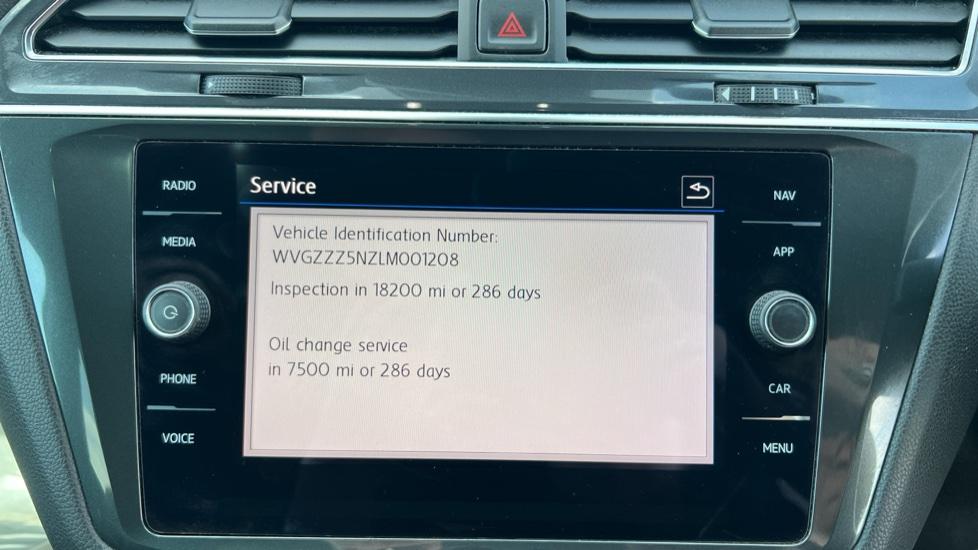 RADIO
Service
NAV
MEDIA
Vehicle Identification Number:
WVGZZZ5NZLM001208
APP
Inspection in 18200 mi or 286 days
Oil change service
in 7500 mi or 286 days
PHONE
CAR
VOICE
MENU